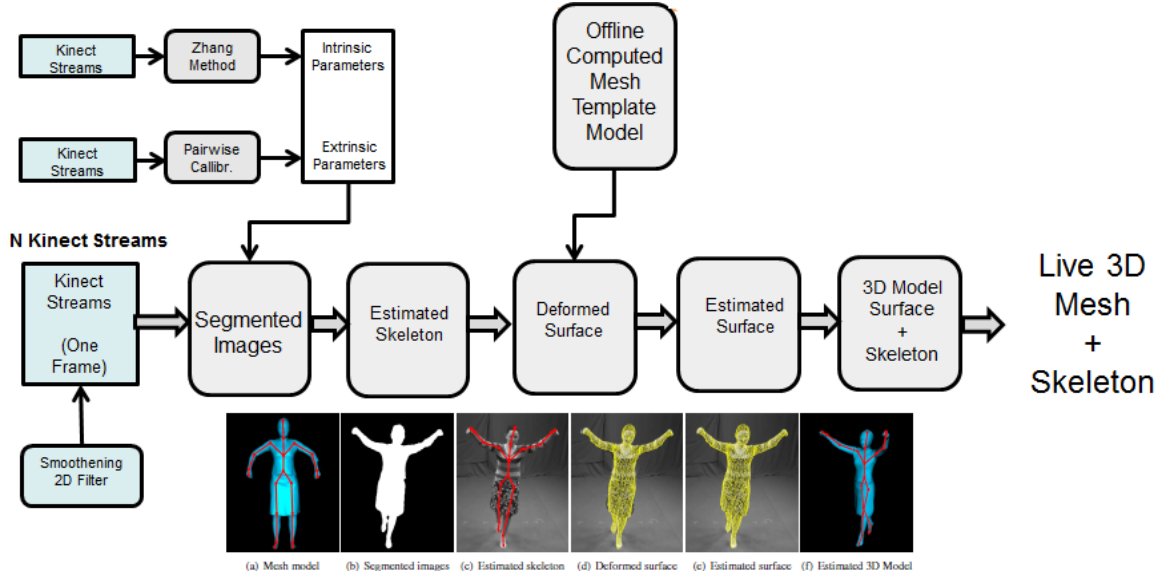 Kinect
Streams
Zhang
Method
Intrinsic
Parameters
Offline
Computed
Mesh
Template
Model
Kinect
Streams
Pairwise
Callibr.
Extrinsic
Parameters
N Kinect Streams
Kinect
Streams
(One
Frame)
Segmented
Images
Estimated
Skeleton
Deformed
Surface
Estimated
Surface
3D Model
Surface
+
Skeleton
Live 3D
Mesh
+
Skeleton
Smoothening
2D Filter
(a) Mesh model
(b) Segmented images
(c) Estimated skeleton
(d) Deformed surface
(e) Estimated surface
(f) Estimated 3D Model